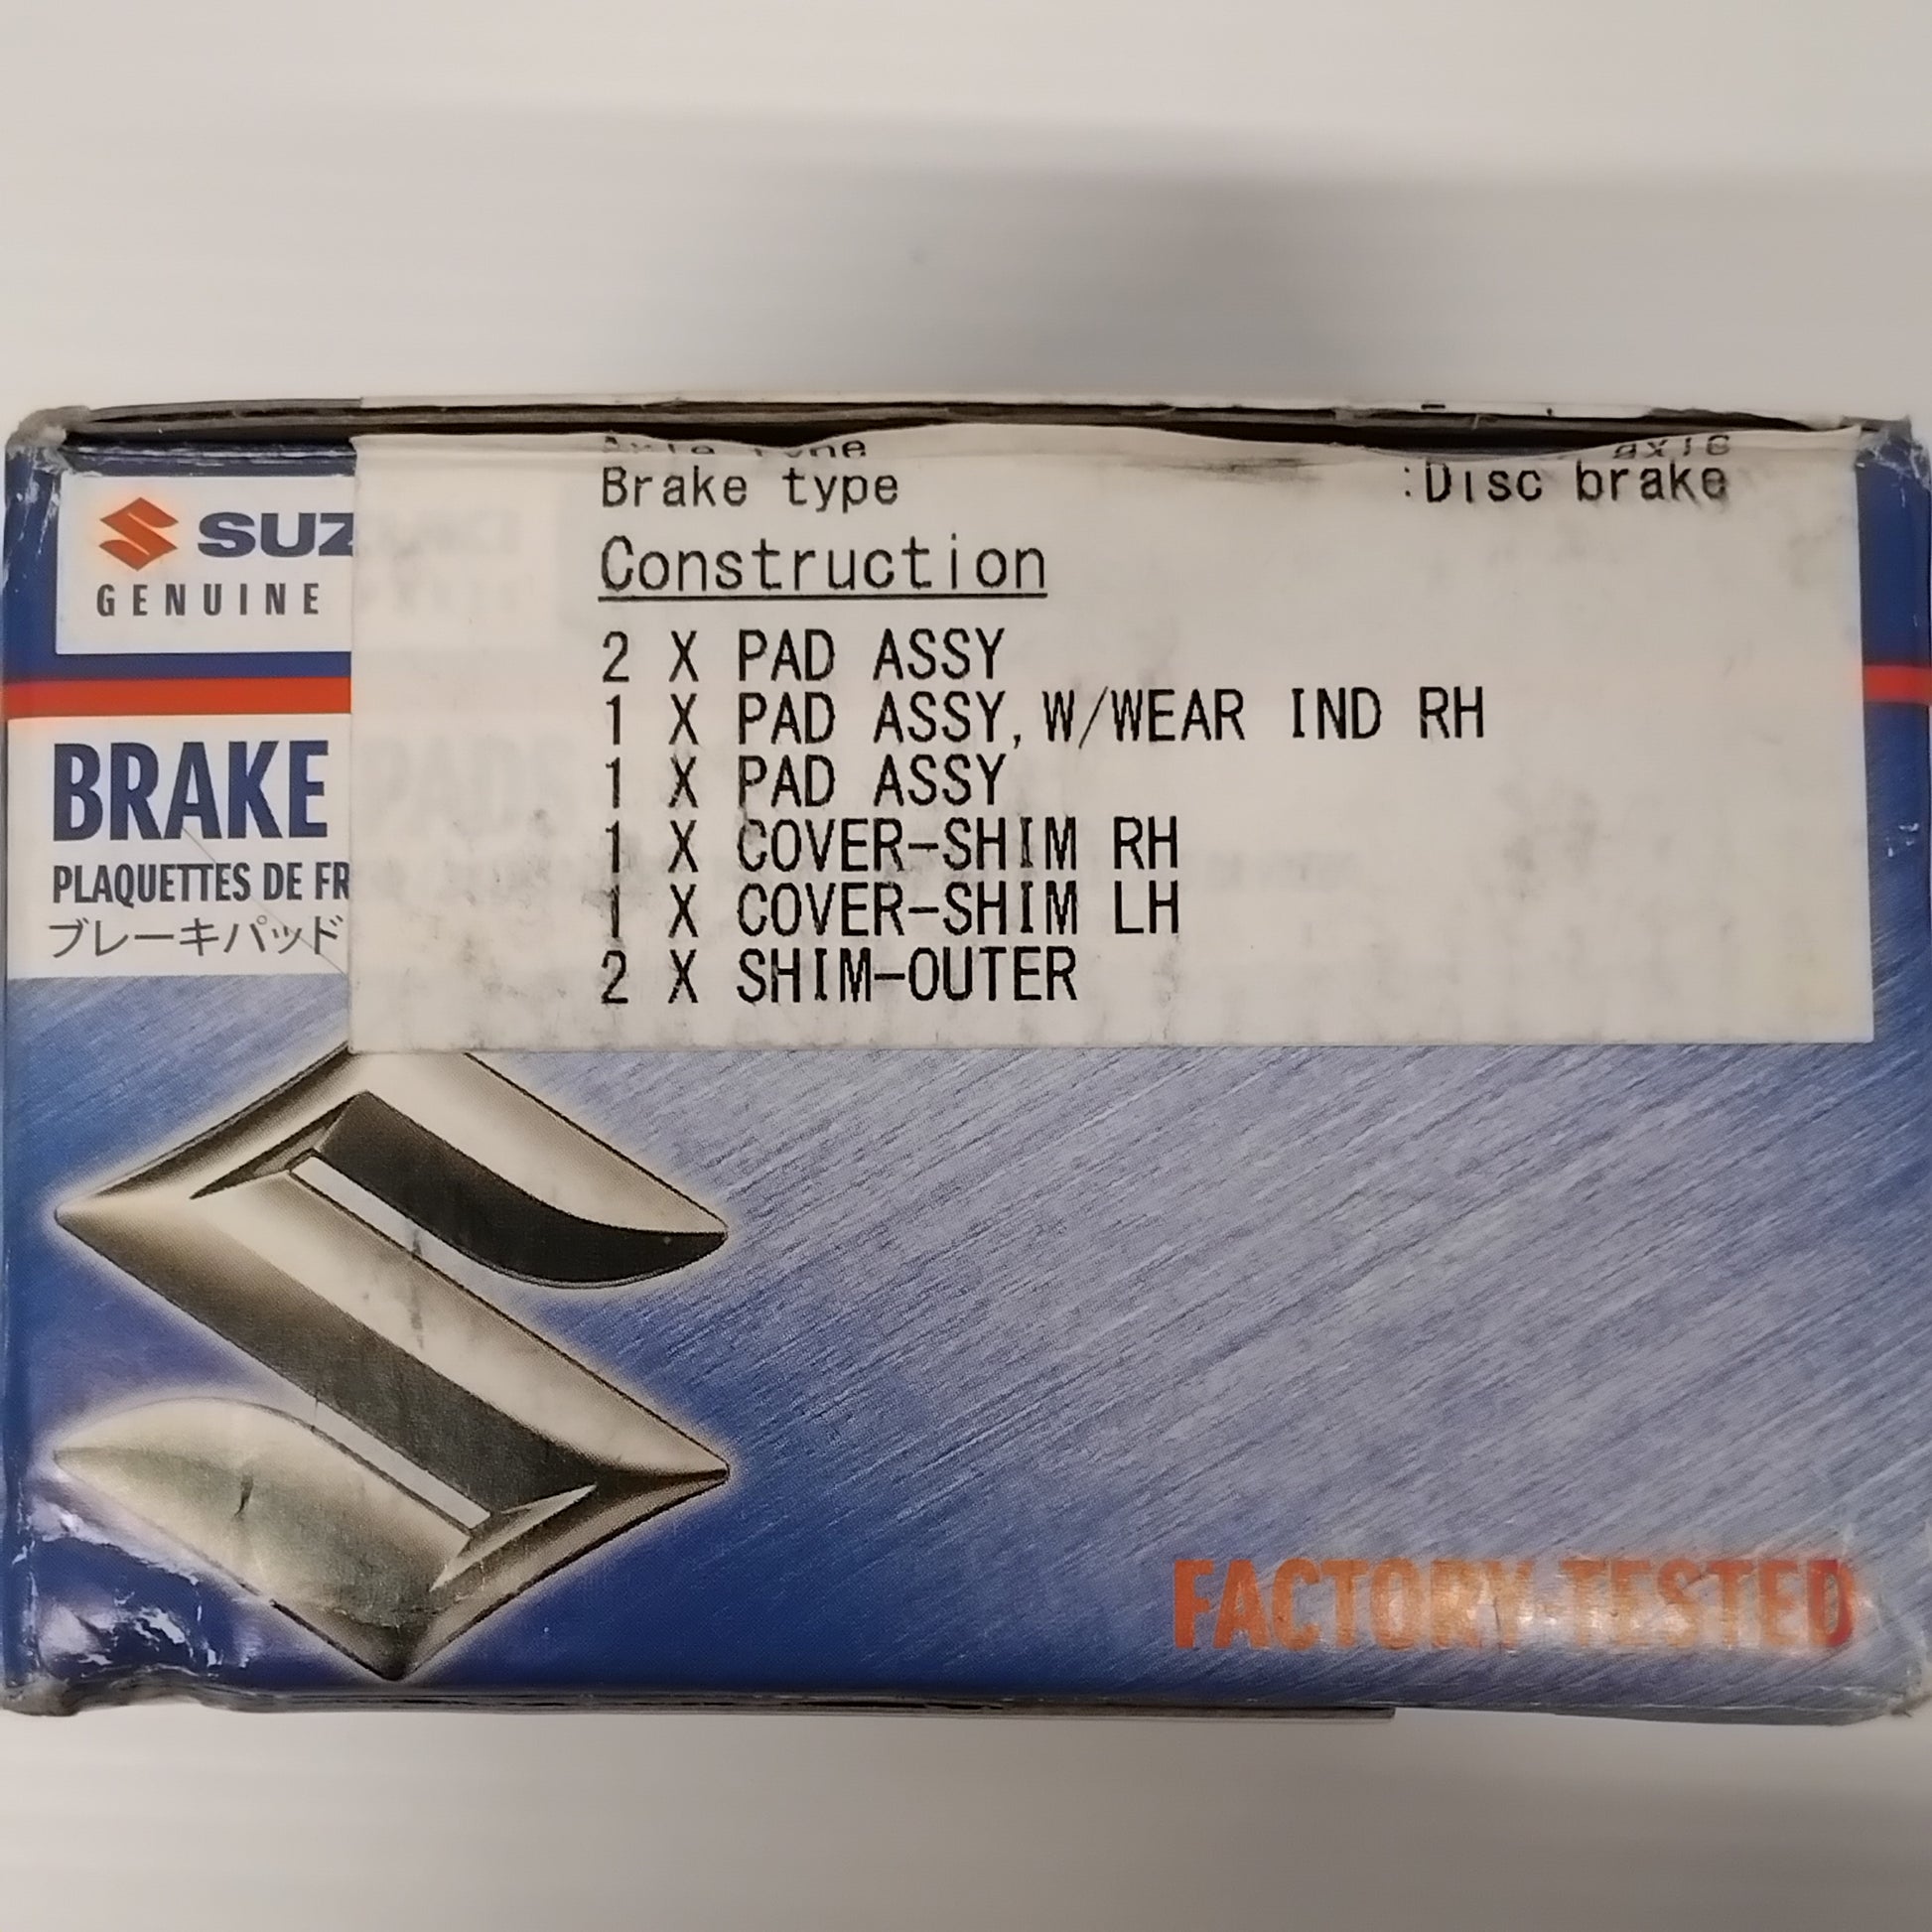 SUZ
GENUINE
BRAKE
PLAQUETTES DE FR
ブレーキパッド
Brake type :Disc brake
Construction
2 X PAD ASSY
1 X PAD ASSY, W/WEAR IND RH
1 X PAD ASSY
1 X COVER-SHIM RH
1 X COVER-SHIM LH
2 X SHIM-OUTER
FACTORY TESTED